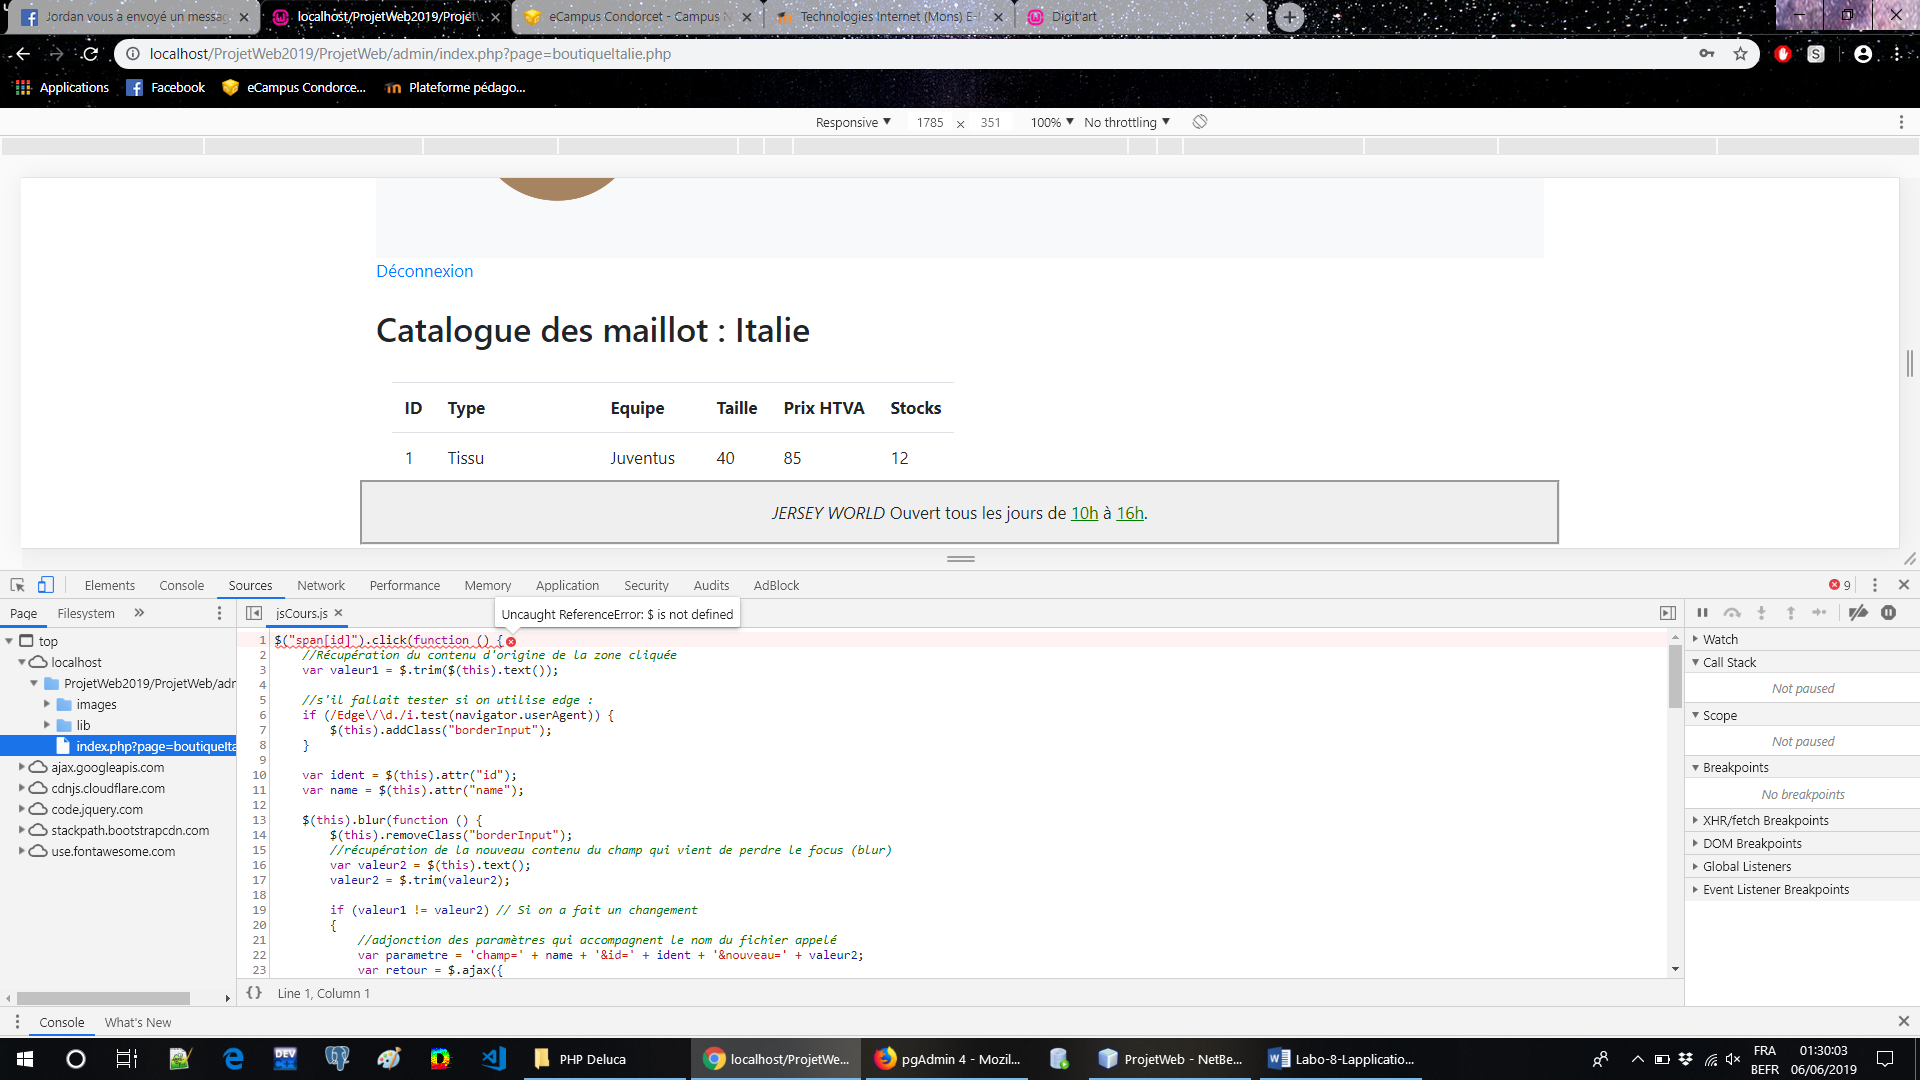 Jordan vous a envoyé un messag
localhost/ProjetWeb2019/ProjetW
eCampus Condorcet - Campus N
Technologies Internet (Mons) E-
Digit'art
localhost/ProjetWeb2019/ProjetWeb/admin/index.php?page=boutiqueItalie.php
Applications
Facebook
eCampus Condorce...
Plateforme pédago...
Responsive
1785 × 351
100%
No throttling
Déconnexion
Catalogue des maillot : Italie
ID Type Equipe Taille Prix HTVA Stocks
1 Tissu Juventus 40 85 12
JERSEY WORLD Ouvert tous les jours de 10h à 16h.
Elements Console Sources Network Performance Memory Application Security Audits AdBlock
9
Page Filesystem »
jsCours.js
Uncaught ReferenceError: $ is not defined
top
localhost
ProjetWeb2019/ProjetWeb/adr
images
lib
index.php?page=boutiqueIta
ajax.googleapis.com
cdnjs.cloudflare.com
code.jquery.com
stackpath.bootstrapcdn.com
use.fontawesome.com
1 $("span[id]").click(function () {
2 //Récupération du contenu d'origine de la zone cliquée
3 var valeur1 = $.trim($(this).text());
4
5 //s'il fallait tester si on utilise edge :
6 if (/Edge\/\d./i.test(navigator.userAgent)) {
7 $(this).addClass("borderInput");
8 }
9
10 var ident = $(this).attr("id");
11 var name = $(this).attr("name");
12
13 $(this).blur(function () {
14 $(this).removeClass("borderInput");
15 //récupération de la nouveau contenu du champ qui vient de perdre le focus (blur)
16 var valeur2 = $(this).text();
17 valeur2 = $.trim(valeur2);
18
19 if (valeur1 != valeur2) // Si on a fait un changement
20 {
21 //adjonction des paramètres qui accompagnent le nom du fichier appelé
22 var parametre = 'champ=' + name + '&id=' + ident + '&nouveau=' + valeur2;
23 var retour = $.ajax({
{} Line 1, Column 1
Watch
Call Stack
Not paused
Scope
Not paused
Breakpoints
No breakpoints
XHR/fetch Breakpoints
DOM Breakpoints
Global Listeners
Event Listener Breakpoints
Console What's New
PHP Deluca
localhost/ProjetWe...
pgAdmin 4 - Mozil...
ProjetWeb - NetBe...
Labo-8-Lapplicatio...
FRA
BEFR
01:30:03
06/06/2019